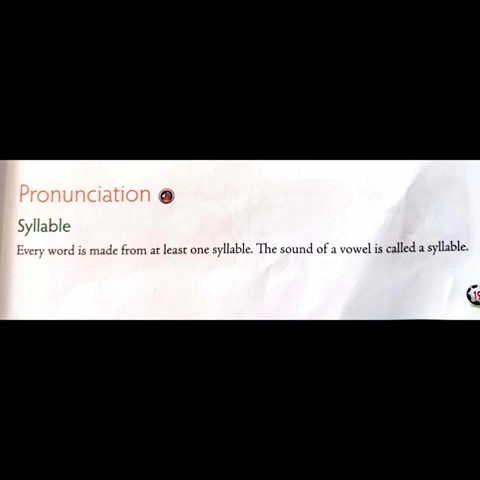 Pronunciation
Syllable
Every word is made from at least one syllable. The sound of a vowel is called a syllable.